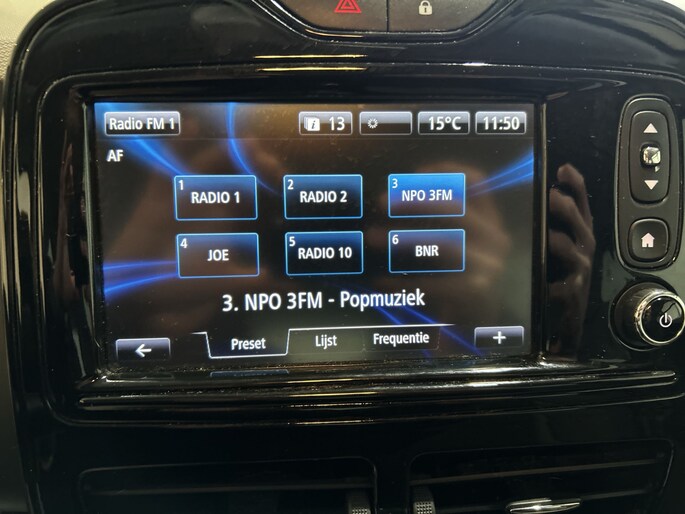 Radio FM 1 i 13 15°C 11:50
AF
1 RADIO 1 2 RADIO 2 3 NPO 3FM
4 JOE 5 RADIO 10 6 BNR
3. NPO 3FM - Popmuziek
Preset Lijst Frequentie +